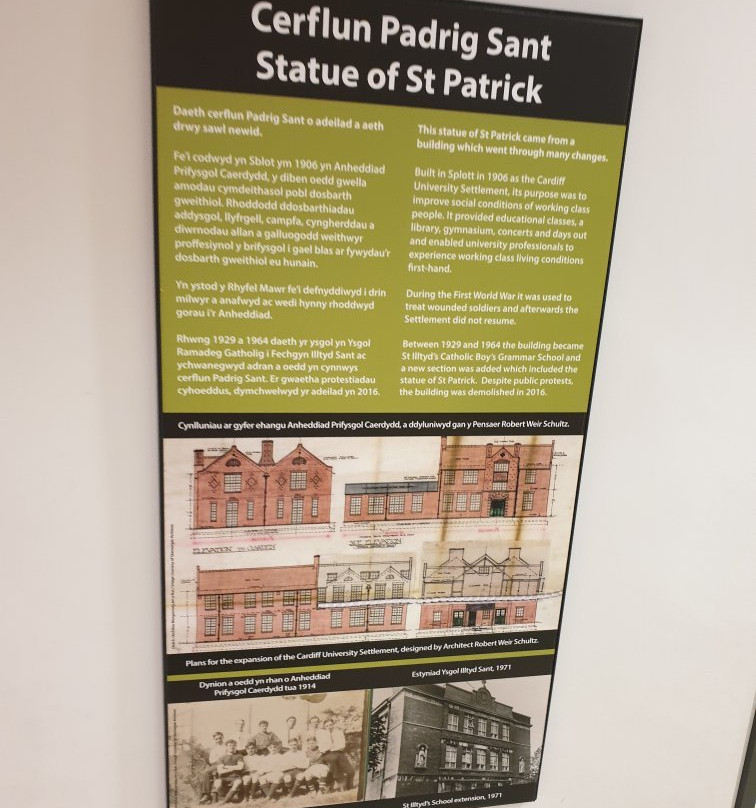 Cerflun Padrig Sant
Statue of St Patrick
Daeth cerflun Padrig Sant o adeilad a aeth
drwy sawl newid.
Fe'i codwyd yn Sblot ym 1906 yn Anheddiad
Prifysgol Caerdydd, y diben oedd gwella
amodau cymdeithasol pobl dosbarth
gweithiol. Rhoddodd ddosbarthiadau
addysgol, llyfrgell, campfa, cyngherddau a
diwrnodau allan a galluogodd weithwyr
proffesiynol y brifysgol i gael blas ar fywydau'r
dosbarth gweithiol eu hunain.
Yn ystod y Rhyfel Mawr fe'i defnyddiwyd i drin
milwyr a anafwyd ac wedi hynny rhoddwyd
gorau i'r Anheddiad.
Rhwng 1929 a 1964 daeth yr ysgol yn Ysgol
Ramadeg Gatholig i Fechgyn Illtyd Sant ac
ychwanegwyd adran a oedd yn cynnwys
cerflun Padrig Sant. Er gwaetha protestiadau
cyhoeddus, dymchwelwyd yr adeilad yn 2016.
This statue of St Patrick came from a
building which went through many changes.
Built in Splott in 1906 as the Cardiff
University Settlement, its purpose was to
improve social conditions of working class
people. It provided educational classes, a
library, gymnasium, concerts and days out
and enabled university professionals to
experience working class living conditions
first-hand.
During the First World War it was used to
treat wounded soldiers and afterwards the
Settlement did not resume.
Between 1929 and 1964 the building became
St Illtyd's Catholic Boy's Grammar School and
a new section was added which included the
statue of St Patrick. Despite public protests,
the building was demolished in 2016.
Cynlluniau ar gyfer ehangu Anheddiad Prifysgol Caerdydd, a ddyluniwyd gan y Pensaer Robert Weir Schultz.
ELEVATION TO GARDEN
ELEVATION
Plans for the expansion of the Cardiff University Settlement, designed by Architect Robert Weir Schultz.
Dynion a oedd yn rhan o Anheddiad
Prifysgol Caerdydd tua 1914
Estyniad Ysgol Illtyd Sant, 1971
St Illtyd's School extension, 1971